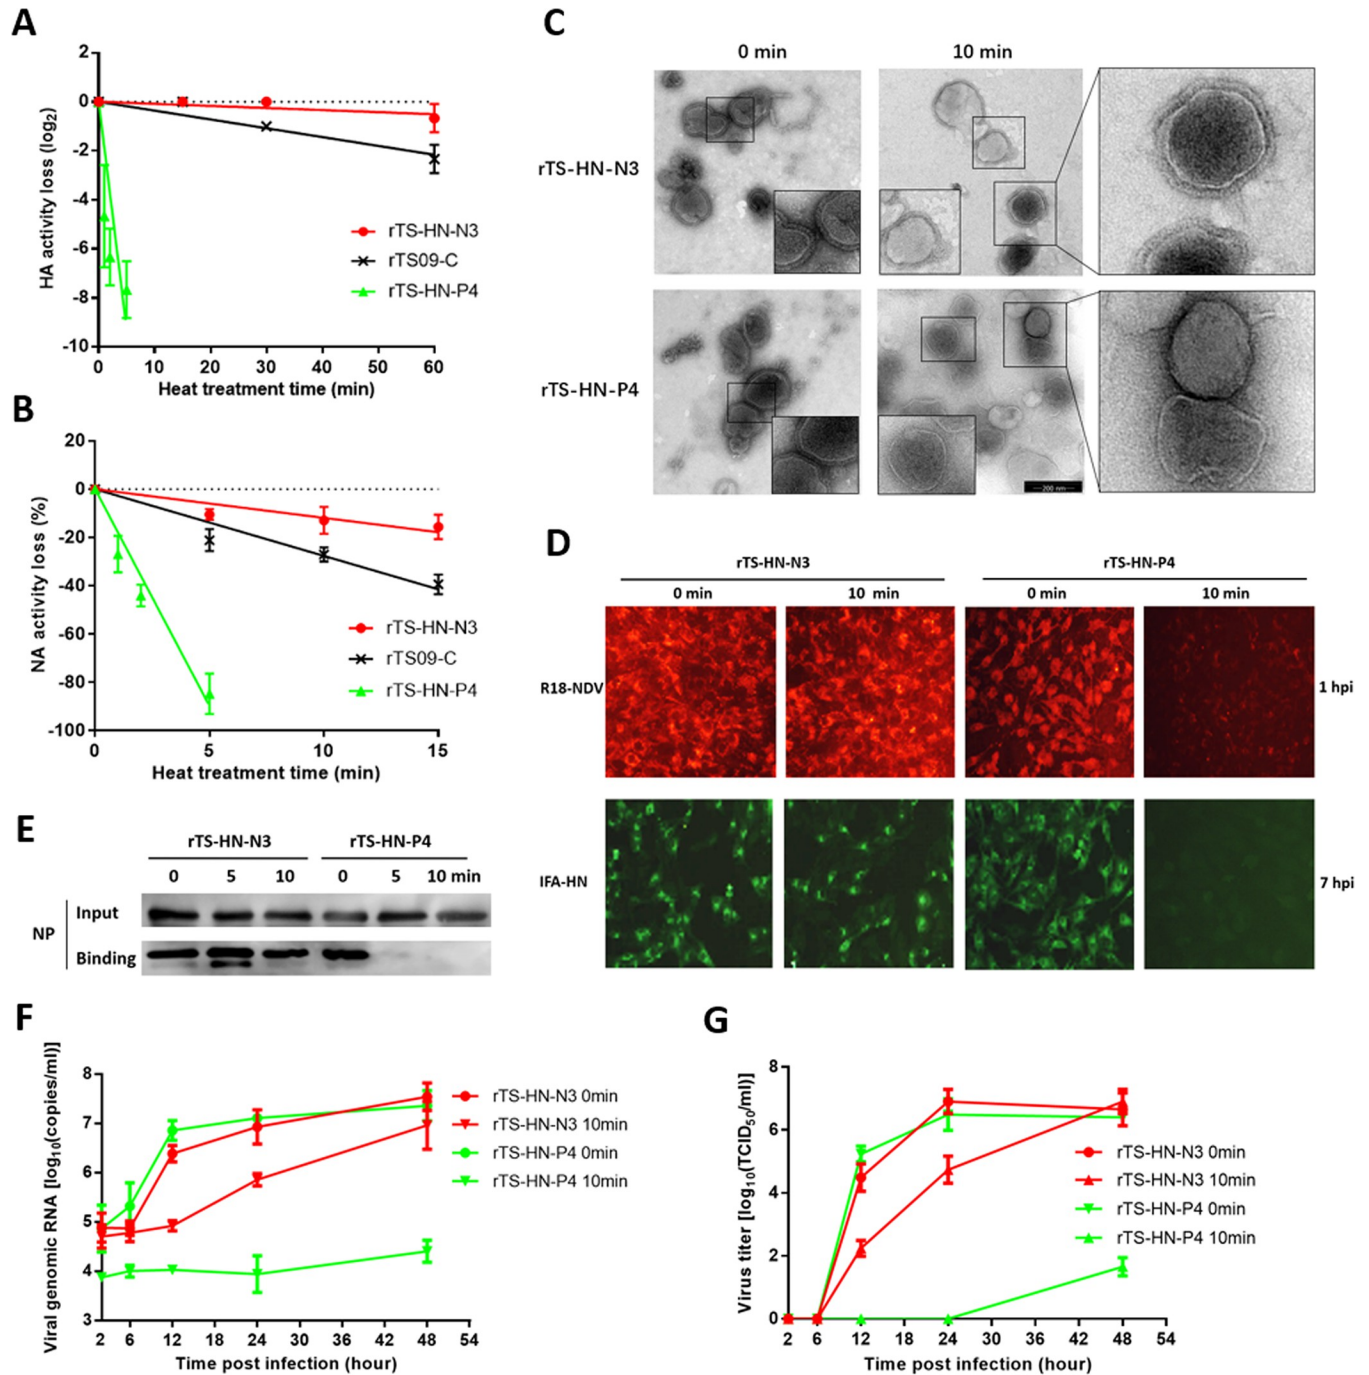 A
HA activity loss (log2)
2
0
-2
-4
-6
-8
-10
0 10 20 30 40 50 60
Heat treatment time (min)
rTS-HN-N3
rTS09-C
rTS-HN-P4
B
NA activity loss (%)
20
0
-20
-40
-60
-80
-100
0 5 10 15
Heat treatment time (min)
rTS-HN-N3
rTS09-C
rTS-HN-P4
C
0 min 10 min
rTS-HN-N3
rTS-HN-P4
200 nm
D
rTS-HN-N3 rTS-HN-P4
0 min 10 min 0 min 10 min
R18-NDV 1 hpi
IFA-HN 7 hpi
E
rTS-HN-N3 rTS-HN-P4
0 5 10 0 5 10 min
NP
Input
Binding
F
Viral genomic RNA [log10(copies/ml)]
8
7
6
5
4
3
2 6 12 18 24 30 36 42 48 54
Time post infection (hour)
rTS-HN-N3 0min
rTS-HN-N3 10min
rTS-HN-P4 0min
rTS-HN-P4 10min
G
Virus titer [log10(TCID50/ml)]
8
6
4
2
0
2 6 12 18 24 30 36 42 48 54
Time post infection (hour)
rTS-HN-N3 0min
rTS-HN-N3 10min
rTS-HN-P4 0min
rTS-HN-P4 10min